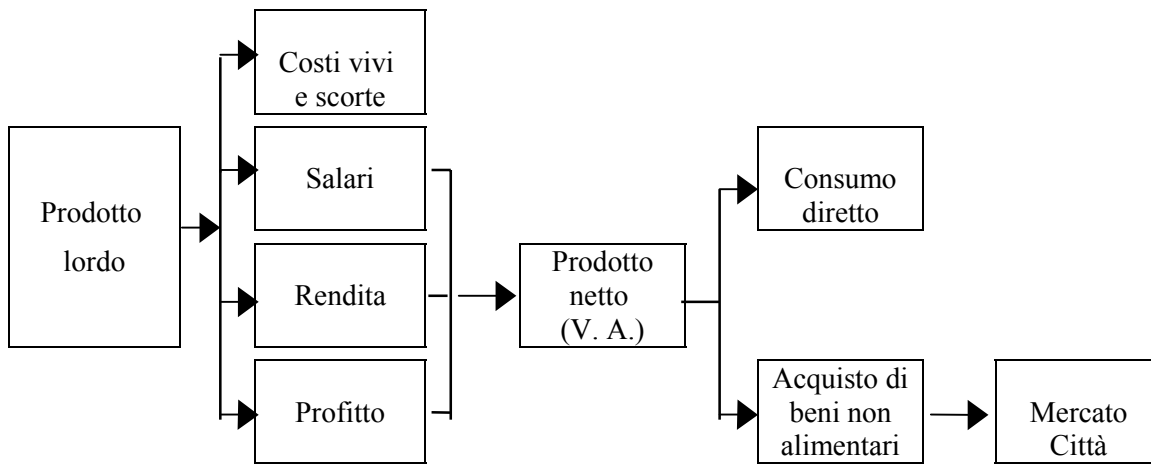 Costi vivi
e scorte
Prodotto
lordo
Salari
Rendita
Profitto
Prodotto
netto
(V. A.)
Consumo
diretto
Acquisto di
beni non
alimentari
Mercato
Città